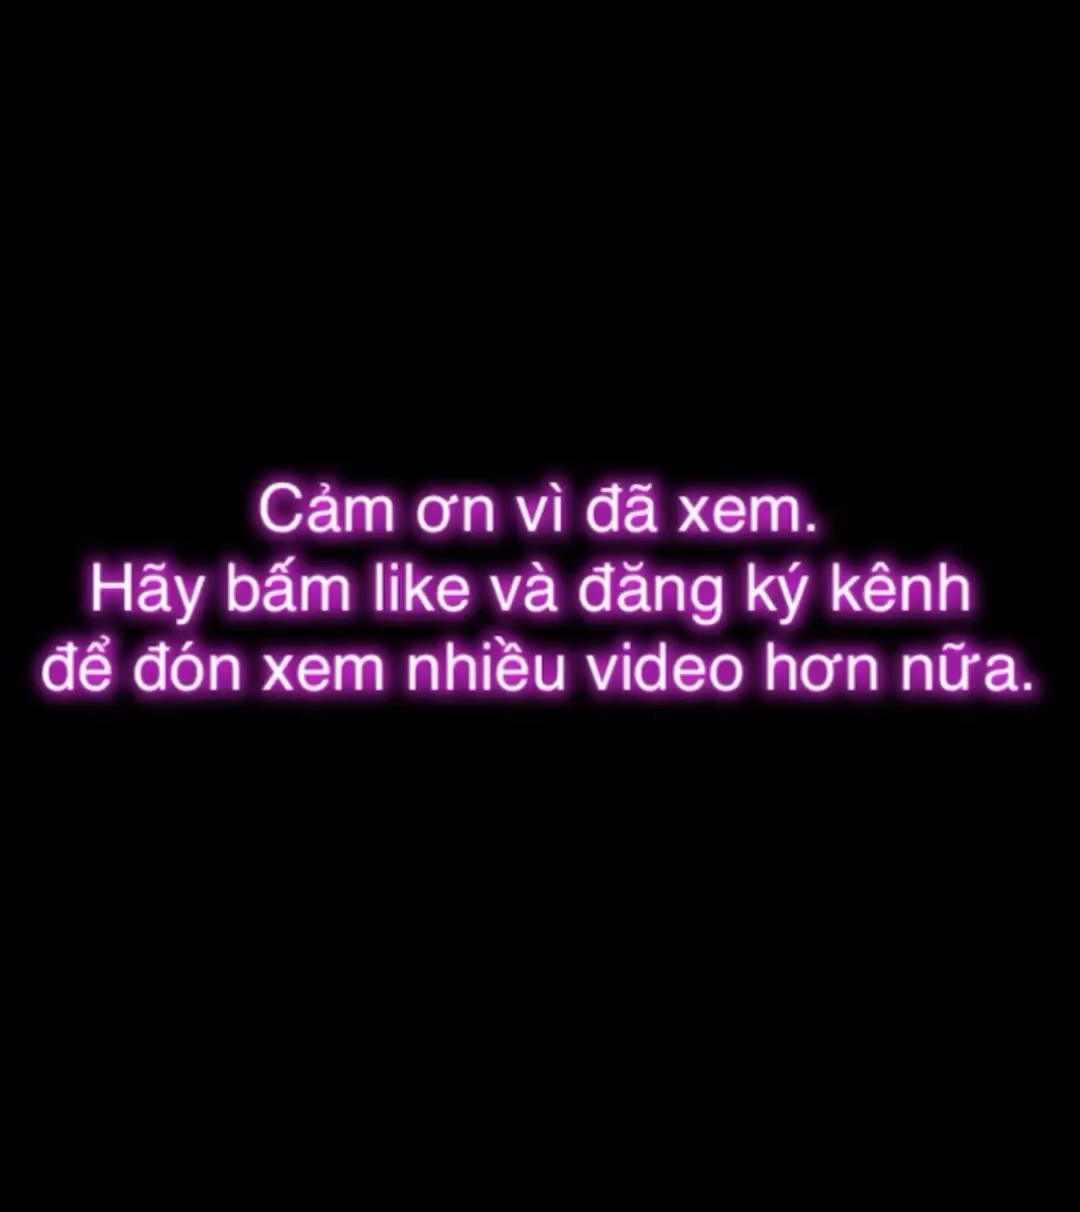 Cảm ơn vì đã xem.
Hãy bấm like và đăng ký kênh
để đón xem nhiều video hơn nữa.